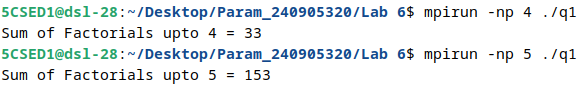 5CSED1@dsl-28:~/Desktop/Param_240905320/Lab 6$ mpirun -np 4 ./q1
Sum of Factorials upto 4 = 33
5CSED1@dsl-28:~/Desktop/Param_240905320/Lab 6$ mpirun -np 5 ./q1
Sum of Factorials upto 5 = 153